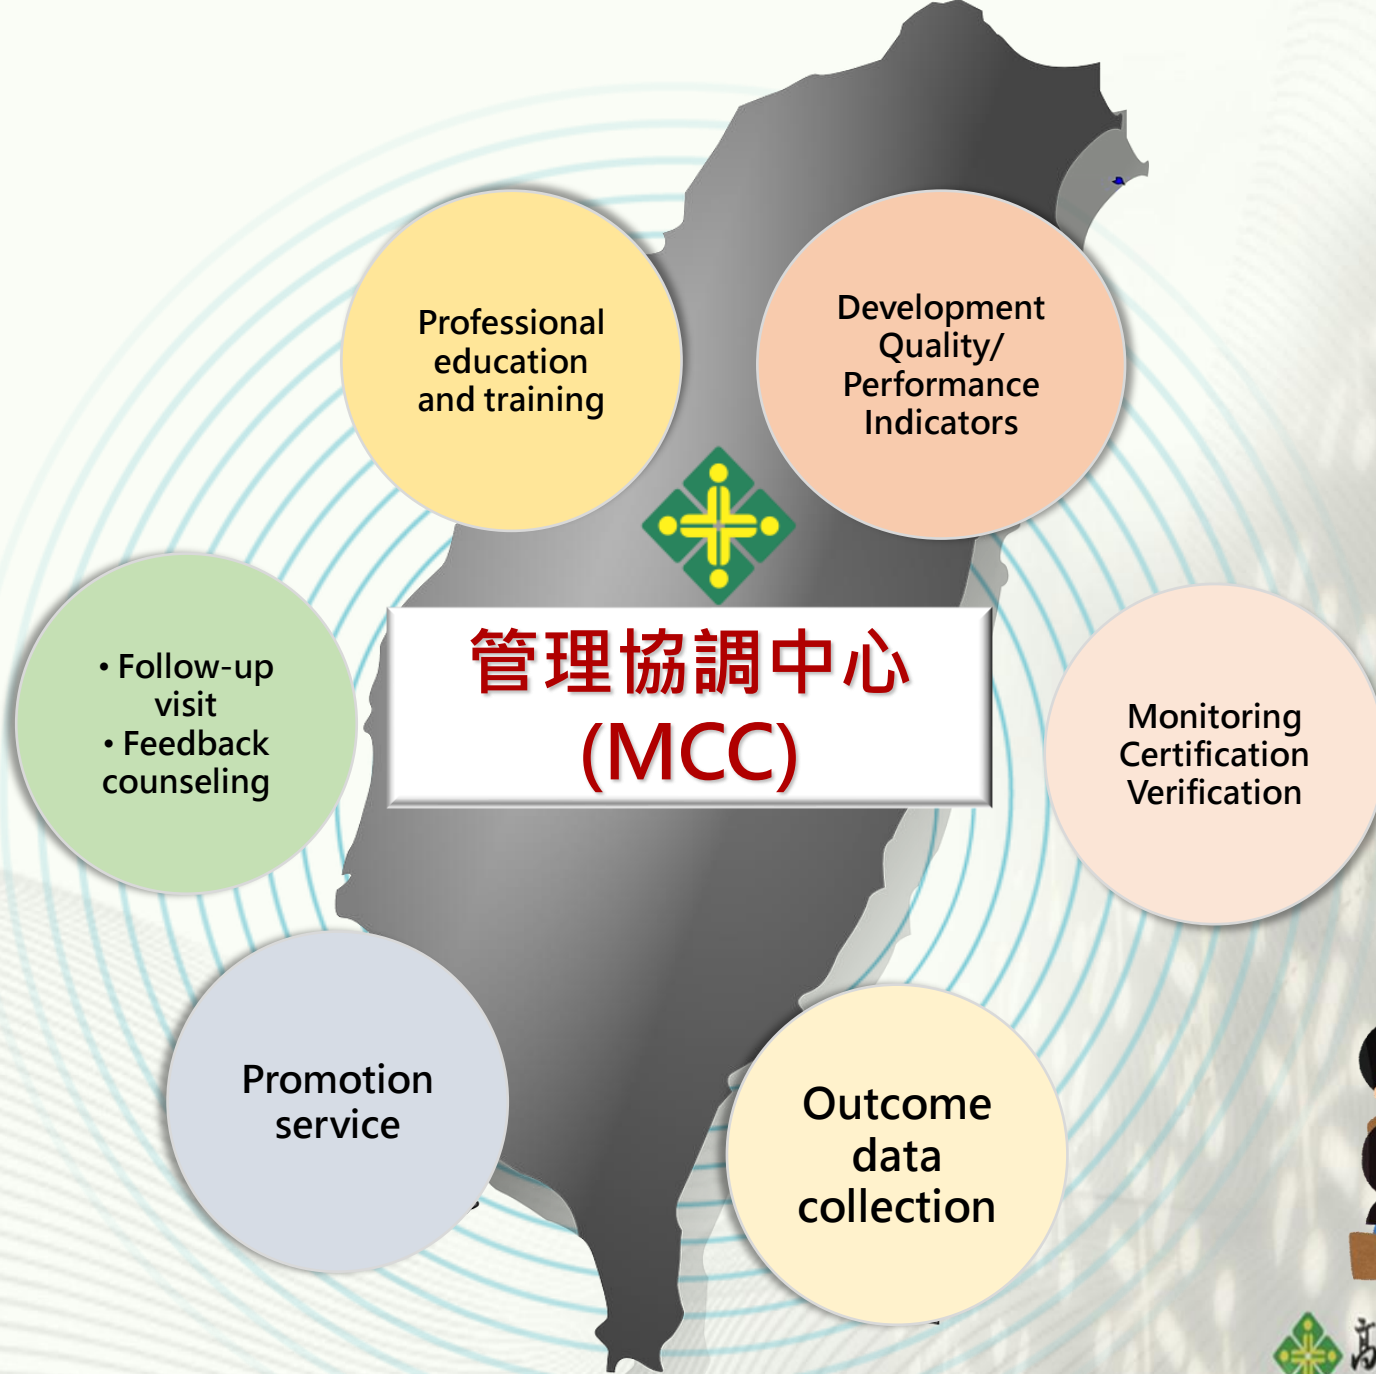 Professional
education
and training
Development
Quality/
Performance
Indicators
管理協調中心
(MCC)
• Follow-up
visit
• Feedback
counseling
Monitoring
Certification
Verification
Promotion
service
Outcome
data
collection
高